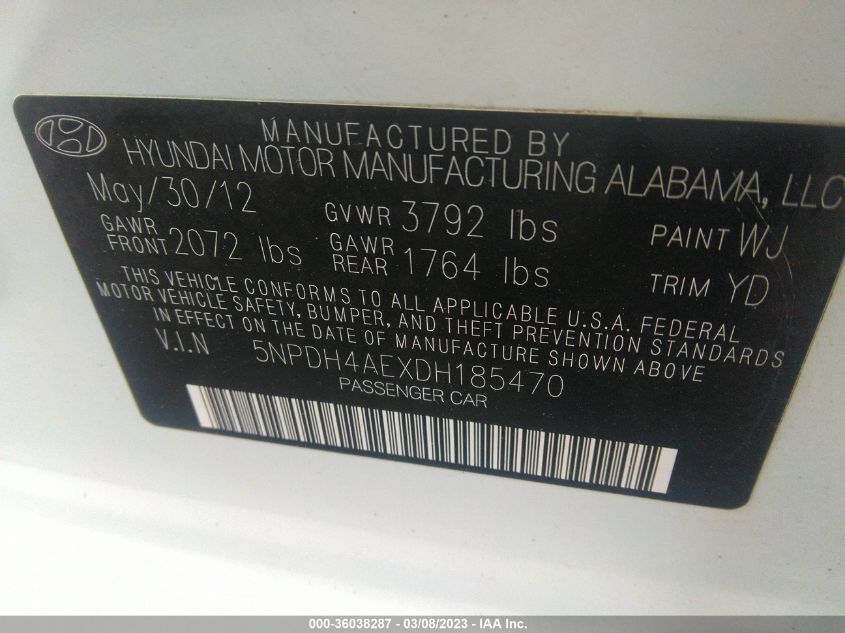 MANUFACTURED BY
HYUNDAI MOTOR MANUFACTURING ALABAMA, LLC
May/30/12 GVWR 3792 lbs PAINT WJ
GAWR FRONT 2072 lbs GAWR REAR 1764 lbs TRIM YD
THIS VEHICLE CONFORMS TO ALL APPLICABLE U.S.A. FEDERAL
MOTOR VEHICLE SAFETY, BUMPER, AND THEFT PREVENTION STANDARDS
IN EFFECT ON THE DATE OF MANUFACTURE SHOWN ABOVE
V.I.N 5NPDH4AEXDH185470
PASSENGER CAR
000-36038287 - 03/08/2023 - © IAA Inc.